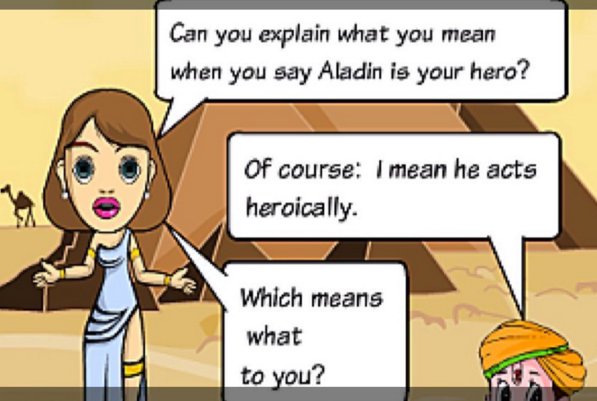 Can you explain what you mean
when you say Aladin is your hero?
Of course: I mean he acts
heroically.
Which means
what
to you?